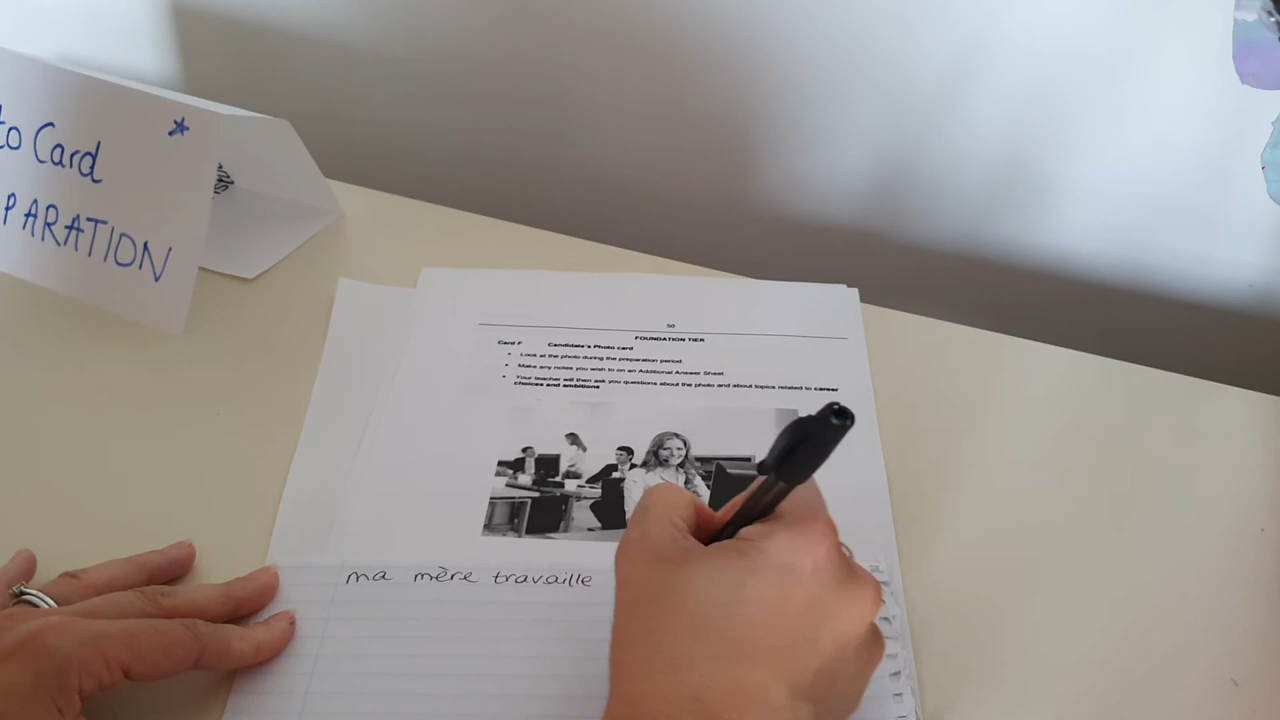 to Card
PARATION
50
FOUNDATION TIER
Card F Candidate's Photo card
• Look at the photo during the preparation period.
• Make any notes you wish to on an Additional Answer Sheet.
• Your teacher will then ask you questions about the photo and about topics related to career
choices and ambitions
ma mère travaille